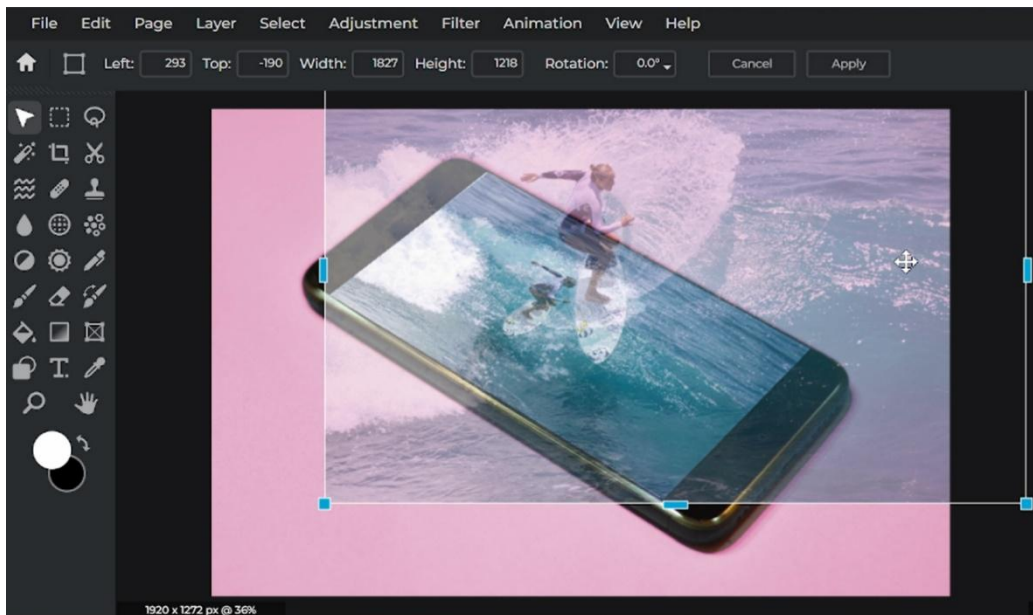 File Edit Page Layer Select Adjustment Filter Animation View Help
Left: 293 Top: -190 Width: 1827 Height: 1218 Rotation: 0.0° Cancel Apply
T.
1920 x 1272 px @ 36%